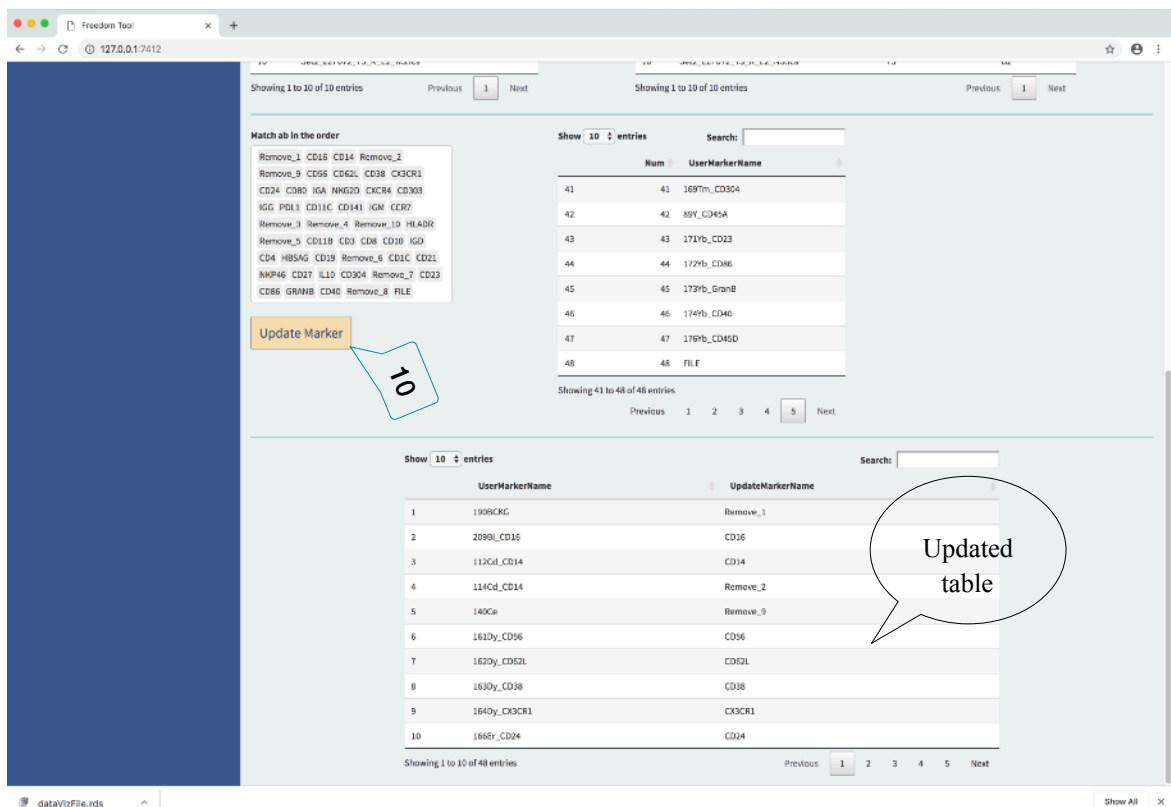 Freedom Tool × +
127.0.0.1:7412
Showing 1 to 10 of 10 entries Previous 1 Next
Showing 1 to 10 of 10 entries Previous 1 Next
Match ab in the order
Remove_1 CD16 CD14 Remove_2
Remove_9 CD56 CD62L CD38 CX3CR1
CD24 CD80 IGA NKG2D CXCR4 CD303
IGG PDL1 CD11C CD141 IGM CCR7
Remove_3 Remove_4 Remove_10 HLADR
Remove_5 CD11B CD3 CD8 CD10 IGD
CD4 HBSAG CD19 Remove_6 CD1C CD21
NKP46 CD27 IL10 CD304 Remove_7 CD23
CD86 GRANB CD40 Remove_8 FILE
Update Marker
10
Show 10 entries Search:
Num UserMarkerName
41 41 169Tm_CD304
42 42 89Y_CD45A
43 43 171Yb_CD23
44 44 172Yb_CD86
45 45 173Yb_GranB
46 46 174Yb_CD40
47 47 176Yb_CD45D
48 48 FILE
Showing 41 to 48 of 48 entries
Previous 1 2 3 4 5 Next
Show 10 entries Search:
UserMarkerName UpdateMarkerName
1 190BCKG Remove_1
2 209Bi_CD16 CD16
3 112Cd_CD14 CD14
4 114Cd_CD14 Remove_2
5 140Ce Remove_9
6 161Dy_CD56 CD56
7 162Dy_CD62L CD62L
8 163Dy_CD38 CD38
9 164Dy_CX3CR1 CX3CR1
10 166Er_CD24 CD24
Updated
table
Showing 1 to 10 of 48 entries Previous 1 2 3 4 5 Next
dataVizFile.rds Show All ×